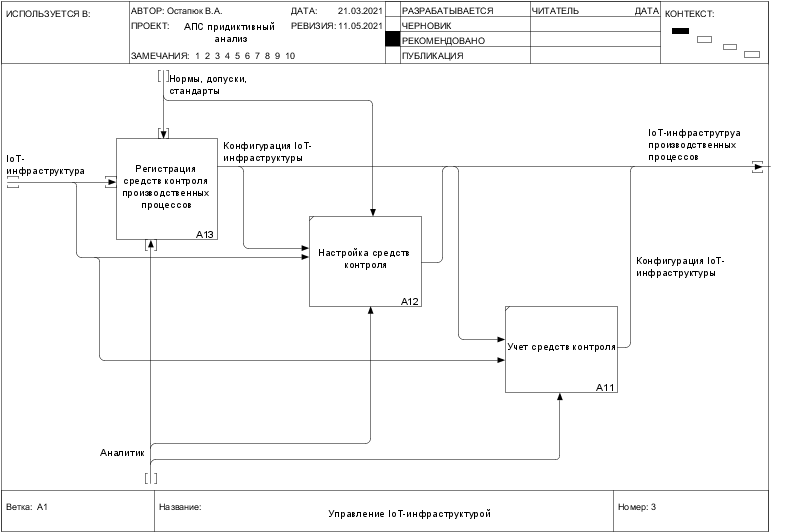 ИСПОЛЬЗУЕТСЯ В:
АВТОР: Остапюк В.А.
ДАТА: 21.03.2021
ПРОЕКТ: АПС придиктивный
анализ
РЕВИЗИЯ: 11.05.2021
ЗАМЕЧАНИЯ: 1 2 3 4 5 6 7 8 9 10
РАЗРАБАТЫВАЕТСЯ
ЧЕРНОВИК
РЕКОМЕНДОВАНО
ПУБЛИКАЦИЯ
ЧИТАТЕЛЬ
ДАТА
КОНТЕКСТ:
Нормы, допуски,
стандарты
IoT-
инфраструктура
Регистрация
средств контроля
производственных
процессов
A13
Конфигурация IoT-
инфраструктуры
IoT-инфраструтруа
производственных
процессов
Настройка средств
контроля
A12
Конфигурация IoT-
инфраструктуры
Учет средств контроля
A11
Аналитик
Ветка: A1
Название:
Управление IoT-инфраструктурой
Номер: 3